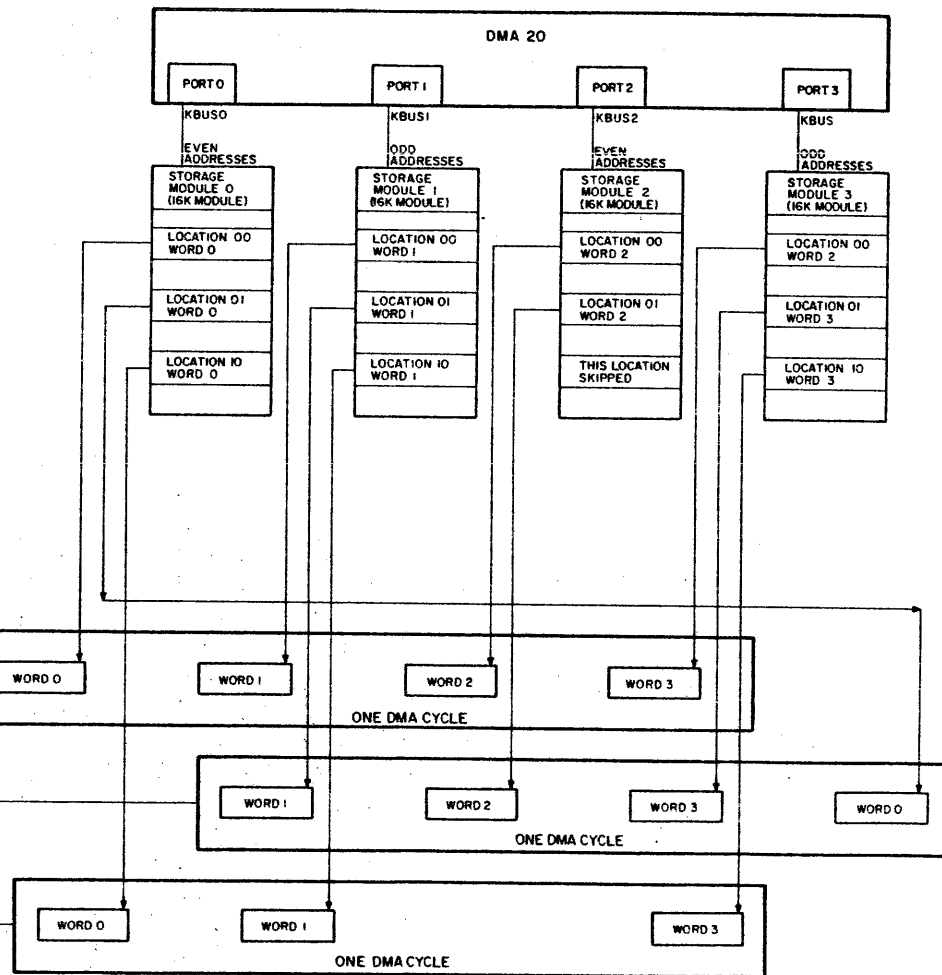 DMA 20
PORT 0
PORT 1
PORT 2
PORT 3
KBUS0
KBUS1
KBUS2
KBUS
EVEN
ADDRESSES
ODD
ADDRESSES
EVEN
ADDRESSES
ODD
ADDRESSES
STORAGE
MODULE 0
(16K MODULE)
LOCATION 00
WORD 0
LOCATION 01
WORD 0
LOCATION 10
WORD 0
STORAGE
MODULE 1
(16K MODULE)
LOCATION 00
WORD 1
LOCATION 01
WORD 1
LOCATION 10
WORD 1
STORAGE
MODULE 2
(16K MODULE)
LOCATION 00
WORD 2
LOCATION 01
WORD 2
THIS LOCATION
SKIPPED
STORAGE
MODULE 3
(16K MODULE)
LOCATION 00
WORD 2
LOCATION 01
WORD 3
LOCATION 10
WORD 3
WORD 0
WORD 1
WORD 2
WORD 3
ONE DMA CYCLE
WORD 1
WORD 2
WORD 3
WORD 0
ONE DMA CYCLE
WORD 0
WORD 1
WORD 3
ONE DMA CYCLE